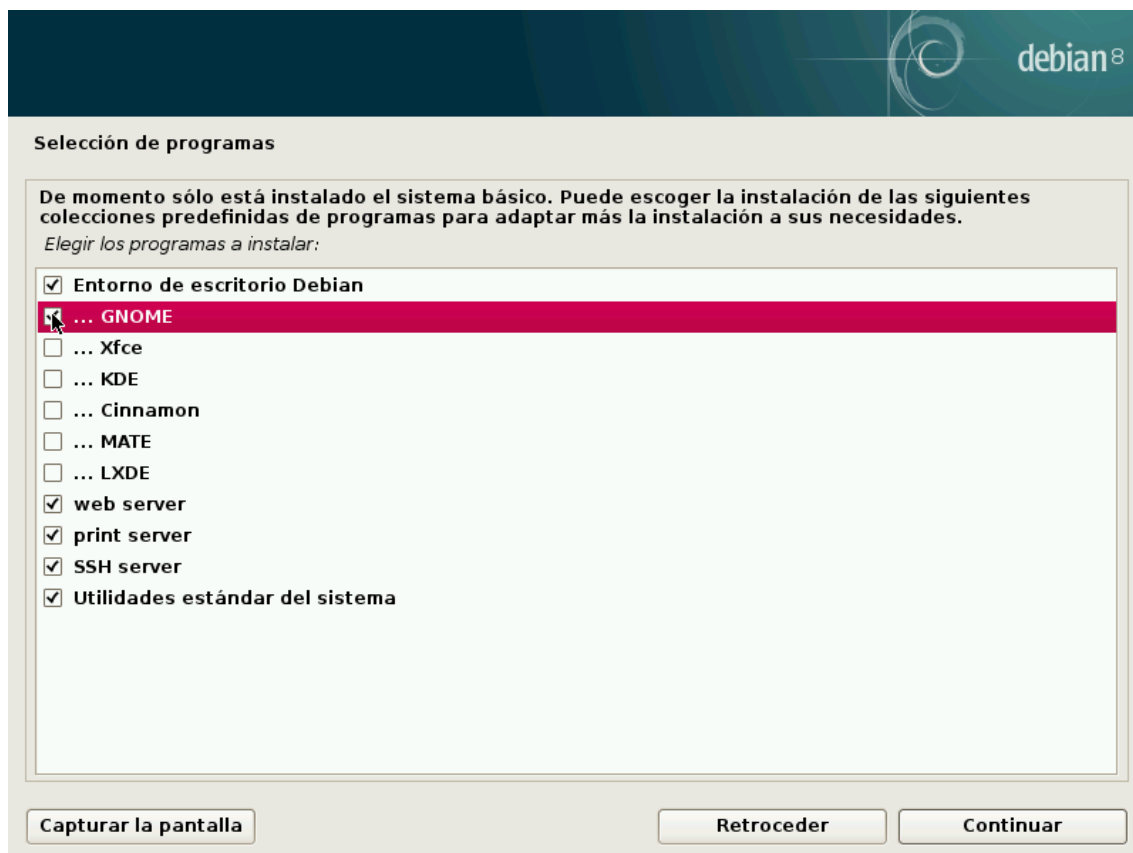 debian 8
Selección de programas
De momento sólo está instalado el sistema básico. Puede escoger la instalación de las siguientes
colecciones predefinidas de programas para adaptar más la instalación a sus necesidades.
Elegir los programas a instalar:
Entorno de escritorio Debian
... GNOME
... Xfce
... KDE
... Cinnamon
... MATE
... LXDE
web server
print server
SSH server
Utilidades estándar del sistema
Capturar la pantalla
Retroceder
Continuar